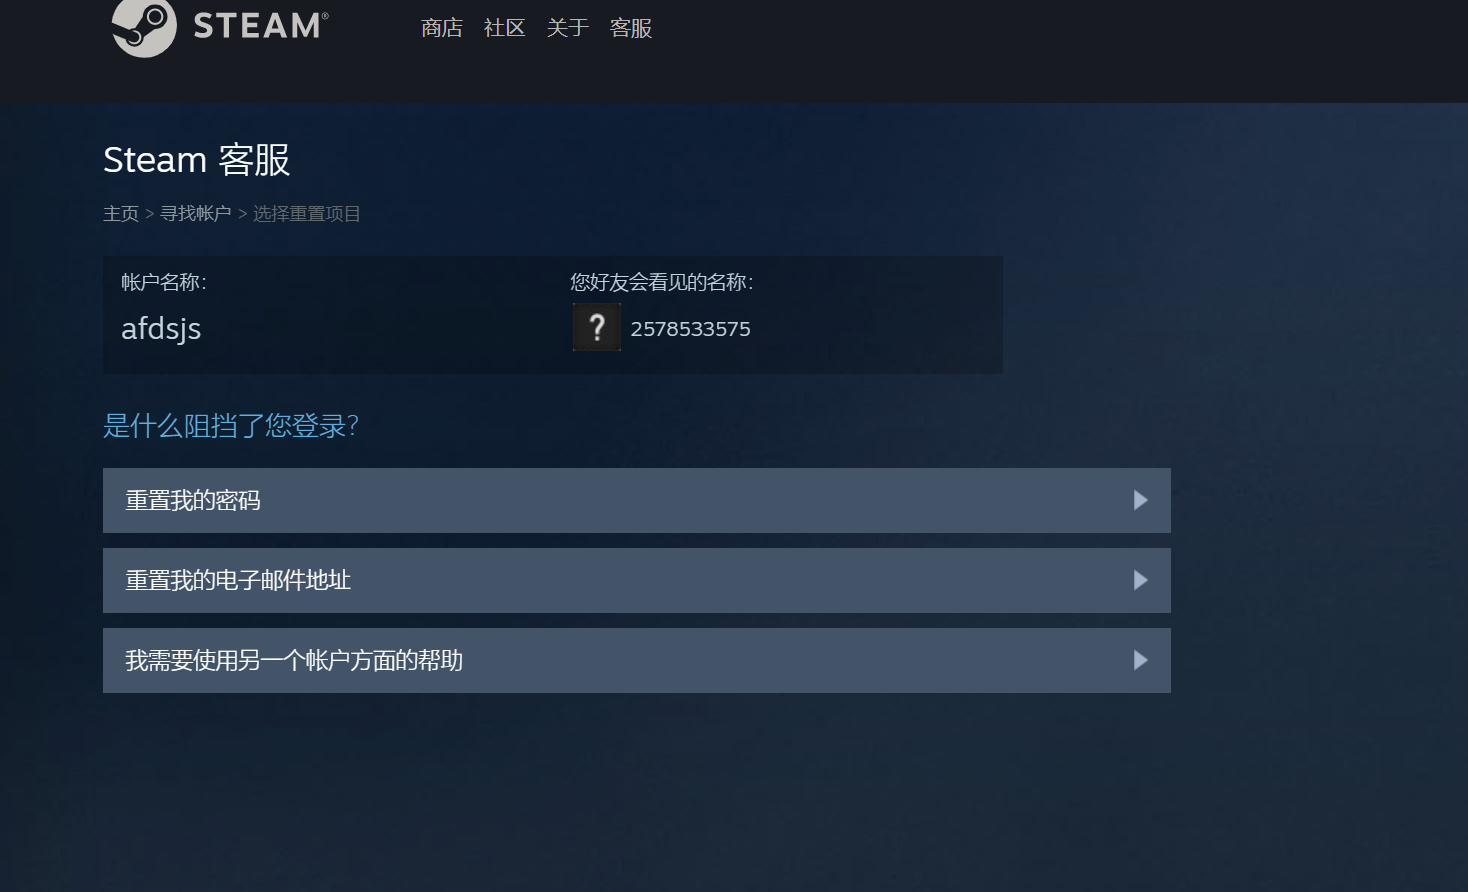 STEAM®
商店 社区 关于 客服
Steam 客服
主页 > 寻找帐户 > 选择重置项目
帐户名称：
您好友会看见的名称：
afdsjs
?
2578533575
是什么阻挡了您登录？
重置我的密码
重置我的电子邮件地址
我需要使用另一个帐户方面的帮助